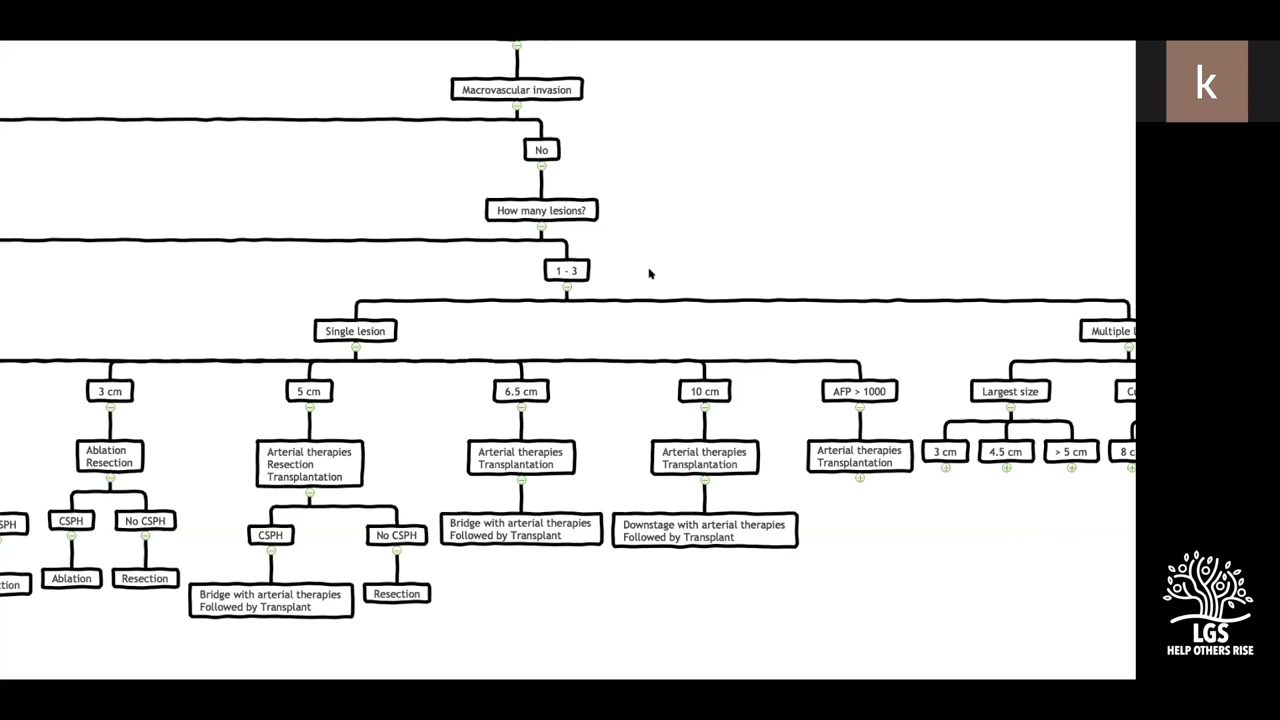 k
Macrovascular invasion
No
How many lesions?
1 - 3
Single lesion
Multiple
3 cm
5 cm
6.5 cm
10 cm
AFP > 1000
Largest size
Ablation
Resection
Arterial therapies
Resection
Transplantation
Arterial therapies
Transplantation
Arterial therapies
Transplantation
Arterial therapies
Transplantation
3 cm
4.5 cm
> 5 cm
8
CSPH
No CSPH
CSPH
No CSPH
Bridge with arterial therapies
Followed by Transplant
Downstage with arterial therapies
Followed by Transplant
Ablation
Resection
Bridge with arterial therapies
Followed by Transplant
Resection
LGS
HELP OTHERS RISE